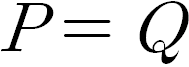 P = Q